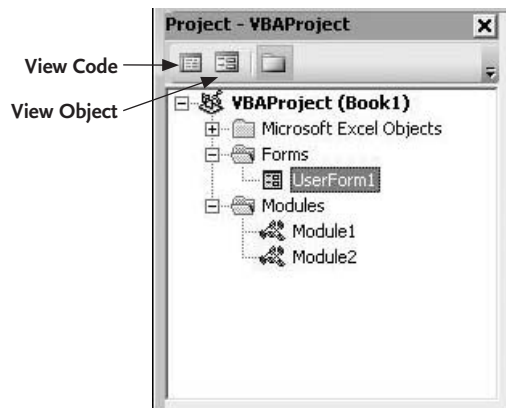 Project - VBAProject
View Code
View Object
VBAProject (Book1)
Microsoft Excel Objects
Forms
UserForm1
Modules
Module1
Module2